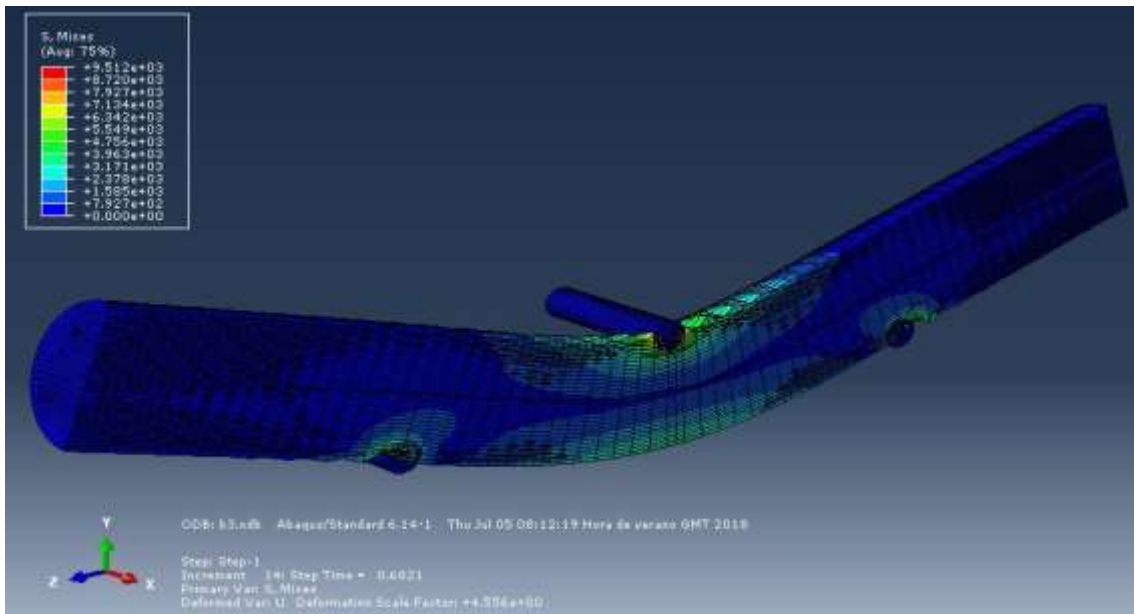 S, Mises
(Avg: 75%)
+9.512e+03
+8.720e+03
+7.927e+03
+7.134e+03
+6.342e+03
+5.549e+03
+4.756e+03
+3.963e+03
+3.171e+03
+2.378e+03
+1.585e+03
+7.927e+02
+0.000e+00
Y
Z
X
ODB: b3.odb Abaqus/Standard 6.14-1 Thu Jul 05 08:12:19 Hora de verano GMT 2018
Step: Step-1
Increment 14: Step Time = 0.6021
Primary Var: S, Mises
Deformed Var: U Deformation Scale Factor: +4.556e+00